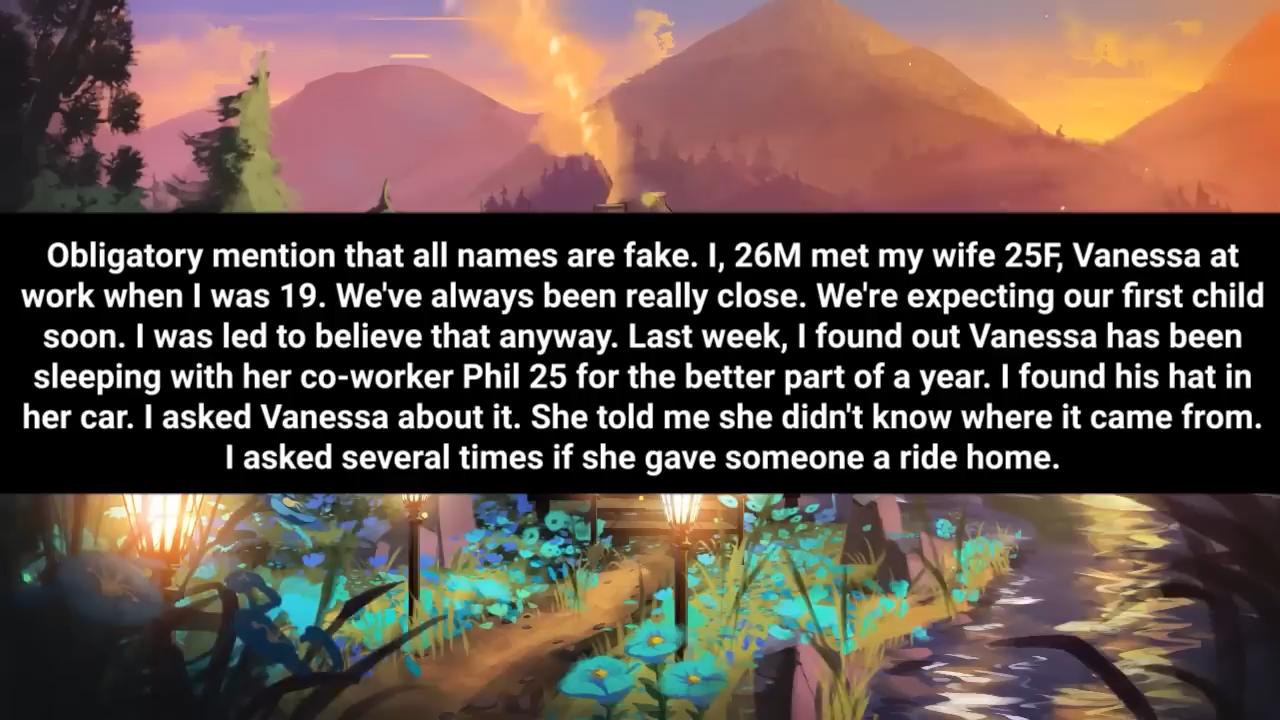 Obligatory mention that all names are fake. I, 26M met my wife 25F, Vanessa at
work when I was 19. We've always been really close. We're expecting our first child
soon. I was led to believe that anyway. Last week, I found out Vanessa has been
sleeping with her co-worker Phil 25 for the better part of a year. I found his hat in
her car. I asked Vanessa about it. She told me she didn't know where it came from.
I asked several times if she gave someone a ride home.